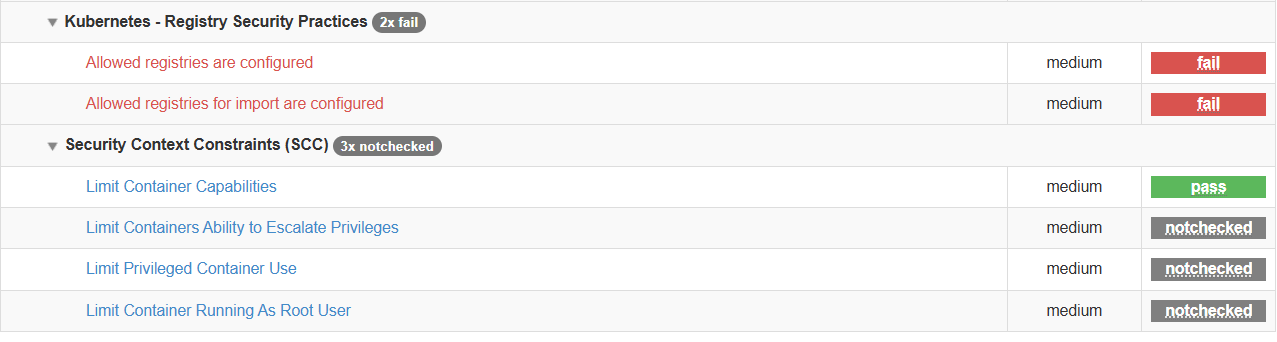 Kubernetes - Registry Security Practices 2x fail
Allowed registries are configured medium fail
Allowed registries for import are configured medium fail
Security Context Constraints (SCC) 3x notchecked
Limit Container Capabilities medium pass
Limit Containers Ability to Escalate Privileges medium notchecked
Limit Privileged Container Use medium notchecked
Limit Container Running As Root User medium notchecked